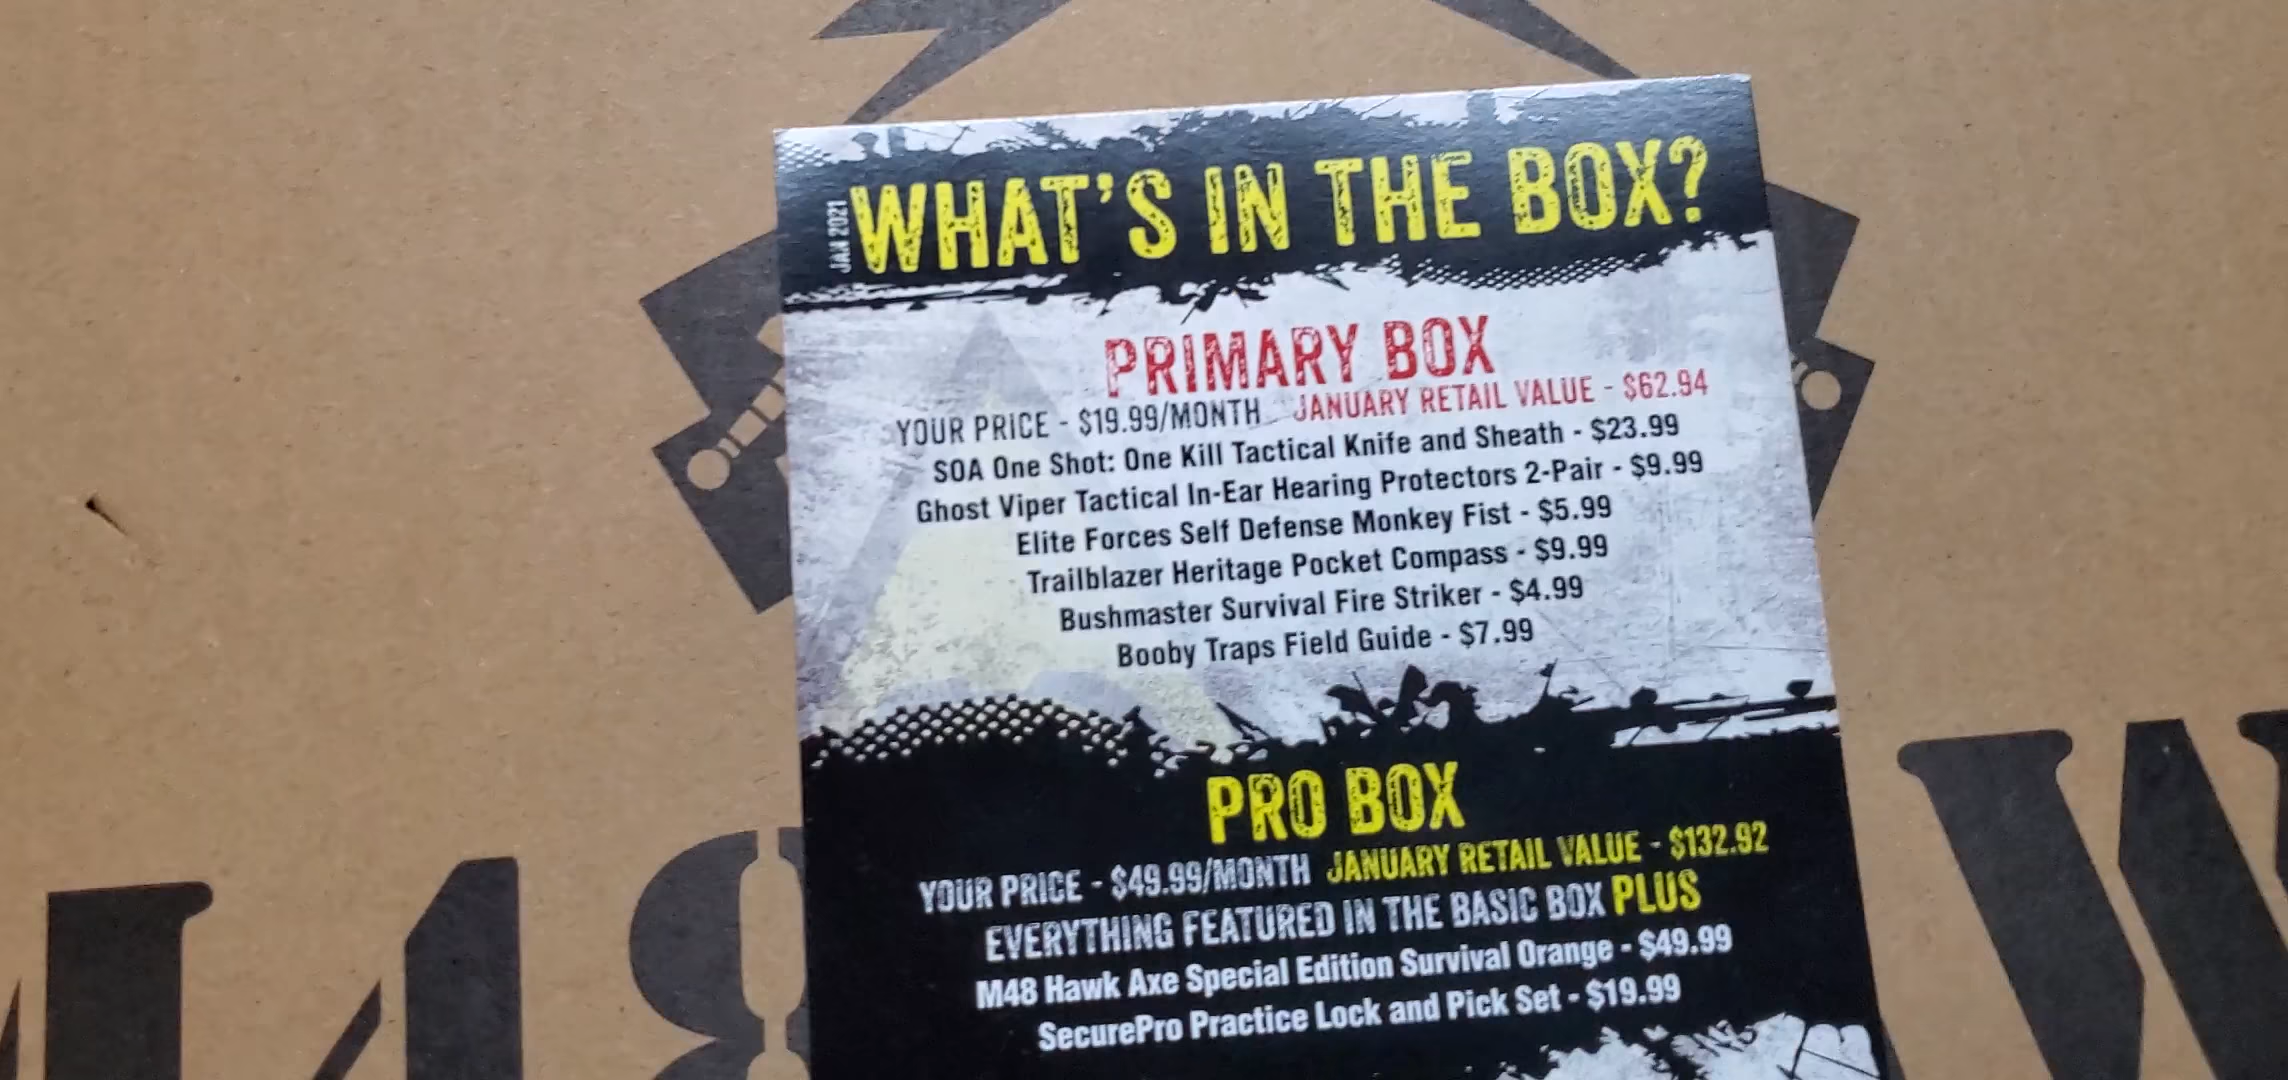 JAN 2021
WHAT'S IN THE BOX?
PRIMARY BOX
YOUR PRICE - $19.99/MONTH JANUARY RETAIL VALUE - $62.94
SOA One Shot: One Kill Tactical Knife and Sheath - $23.99
Ghost Viper Tactical In-Ear Hearing Protectors 2-Pair - $9.99
Elite Forces Self Defense Monkey Fist - $5.99
Trailblazer Heritage Pocket Compass - $9.99
Bushmaster Survival Fire Striker - $4.99
Booby Traps Field Guide - $7.99
PRO BOX
YOUR PRICE - $49.99/MONTH JANUARY RETAIL VALUE - $132.92
EVERYTHING FEATURED IN THE BASIC BOX PLUS
M48 Hawk Axe Special Edition Survival Orange - $49.99
SecurePro Practice Lock and Pick Set - $19.99
M48